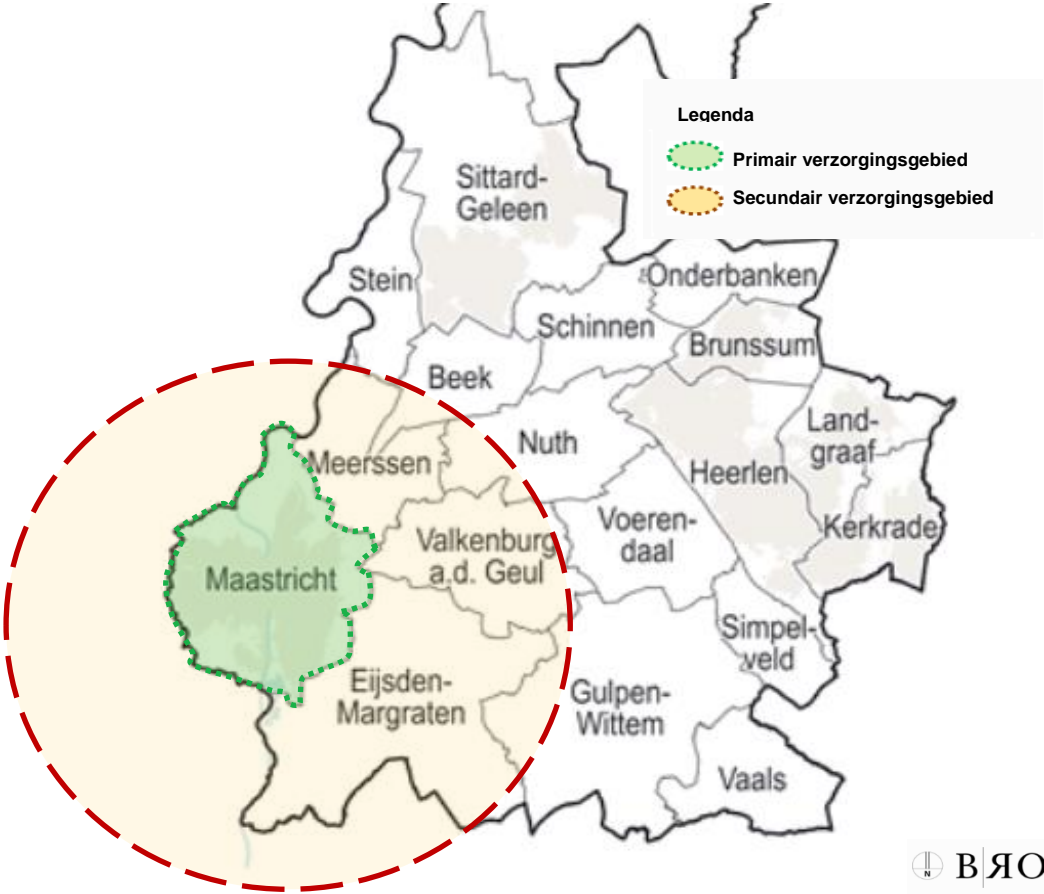 Legenda
Primair verzorgingsgebied
Secundair verzorgingsgebied
Sittard-
Geleen
Stein
Onderbanken
Schinnen
Brunssum
Beek
Land-
graaf
Nuth
Meerssen
Heerlen
Voeren-
daal
Kerkrade
Valkenburg
a.d. Geul
Maastricht
Simpel-
veld
Eijsden-
Margraten
Gulpen-
Wittem
Vaals
N
B|ЯO